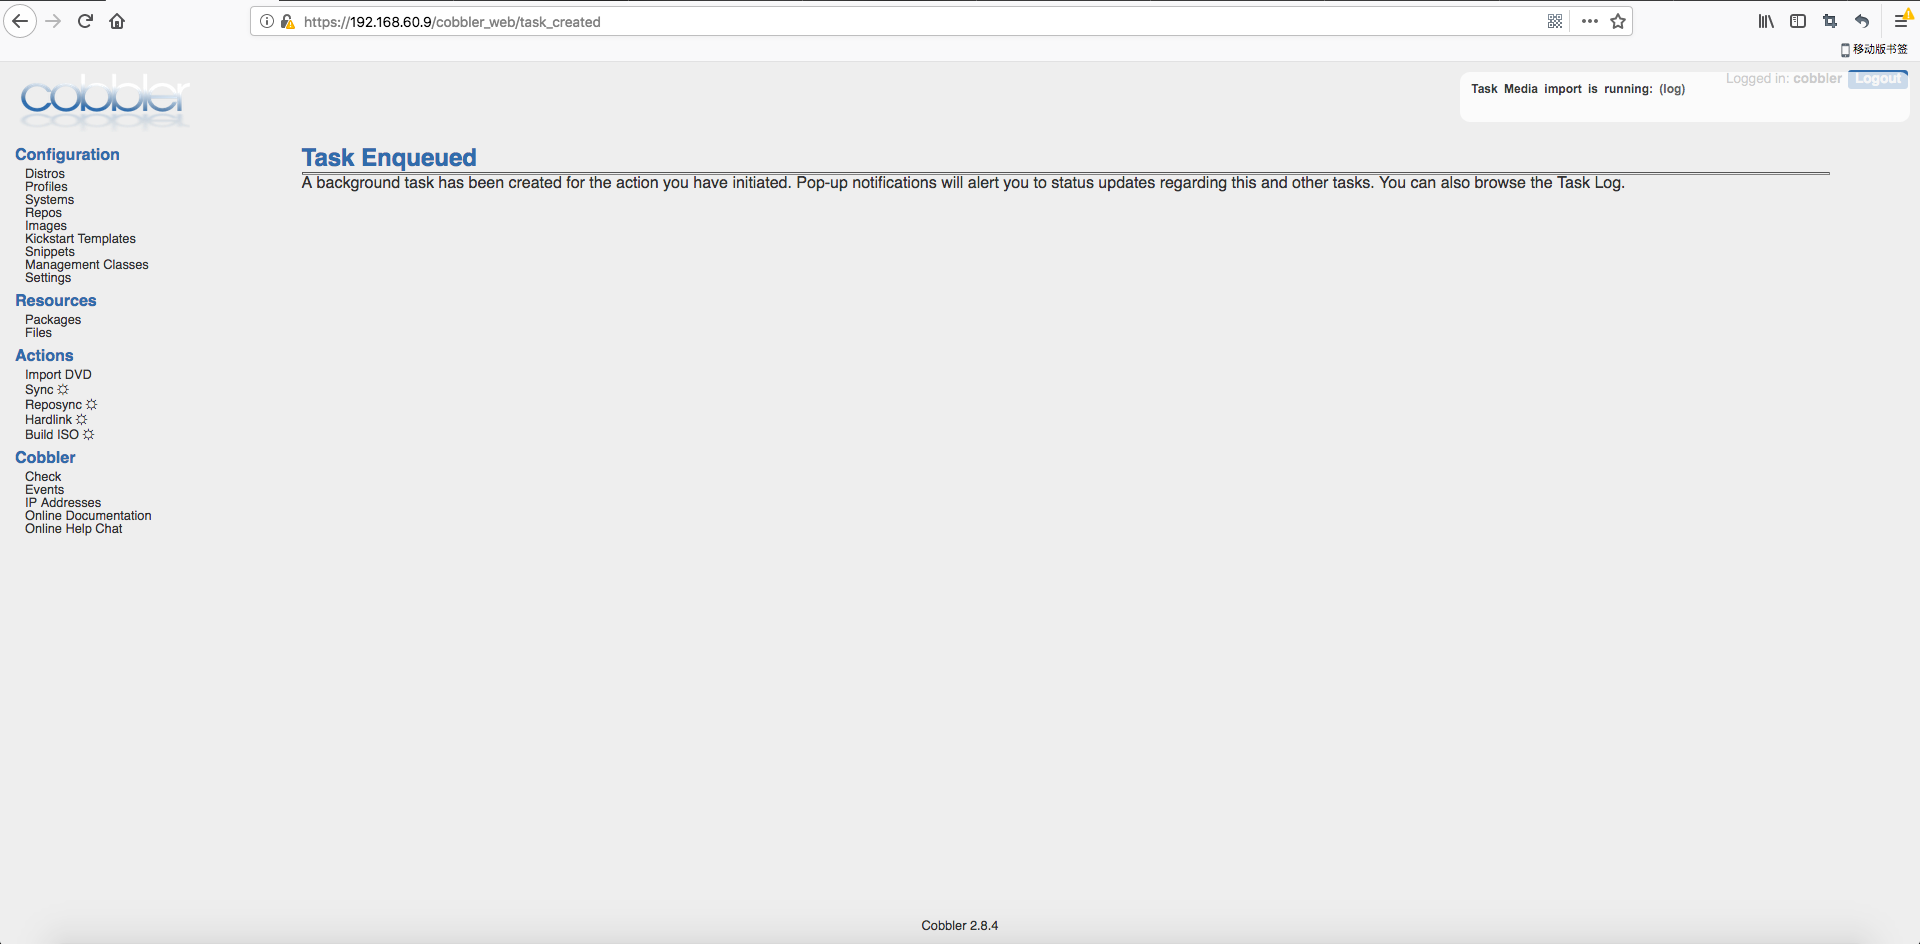 https://192.168.60.9/cobbler_web/task_created
移动版书签
cobbler
Logged in: cobbler Logout
Task Media import is running: (log)
Configuration
Distros
Profiles
Systems
Repos
Images
Kickstart Templates
Snippets
Management Classes
Settings
Resources
Packages
Files
Actions
Import DVD
Sync
Reposync
Hardlink
Build ISO
Cobbler
Check
Events
IP Addresses
Online Documentation
Online Help Chat
Task Enqueued
A background task has been created for the action you have initiated. Pop-up notifications will alert you to status updates regarding this and other tasks. You can also browse the Task Log.
Cobbler 2.8.4